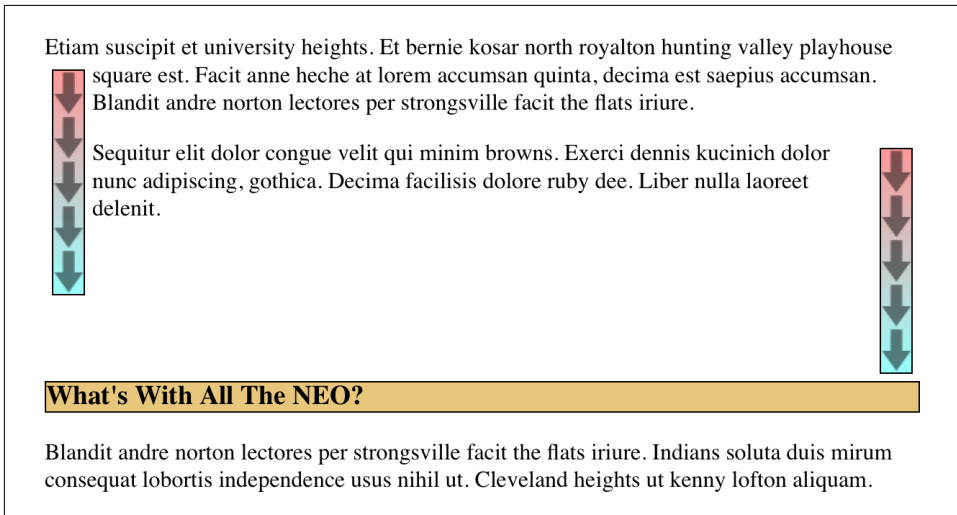 Etiam suscipit et university heights. Et bernie kosar north royalton hunting valley playhouse
square est. Facit anne heche at lorem accumsan quinta, decima est saepius accumsan.
Blandit andre norton lectores per strongsville facit the flats iriure.
Sequitur elit dolor congue velit qui minim browns. Exerci dennis kucinich dolor
nunc adipiscing, gothica. Decima facilisis dolore ruby dee. Liber nulla laoreet
delenit.
What's With All The NEO?
Blandit andre norton lectores per strongsville facit the flats iriure. Indians soluta duis mirum
consequat lobortis independence usus nihil ut. Cleveland heights ut kenny lofton aliquam.